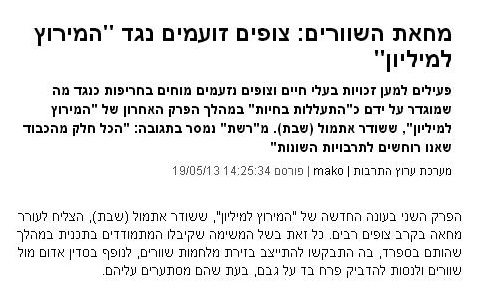 מחאת השוורים: צופים זועמים נגד "המירוץ
למיליון"
פעילים למען זכויות בעלי חיים וצופים נזעמים מוחים בחריפות כנגד מה
שמוגדר על ידם כ"התעללות בחיות" במהלך הפרק האחרון של "המירוץ
למיליון", ששודר אתמול (שבת). מ"רשת" נמסר בתגובה: "הכל חלק מהכבוד
שאנו רוחשים לתרבויות השונות"
מערכת ערוץ התרבות | mako | פורסם 14:25:34 19/05/13
הפרק השני בעונה החדשה של "המירוץ למיליון", ששודר אתמול (שבת), הצליח לעורר
מחאה בקרב צופים רבים. כל זאת בשל המשימה שקיבלו המתמודדים בתכנית במהלך
שהותם בספרד, בה התבקשו להתייצב בזירת מלחמות שוורים, לנופף בסדין אדום מול
שוורים ולנסות להדביק פרח בד על גבם, בעת שהם מסתערים עליהם.